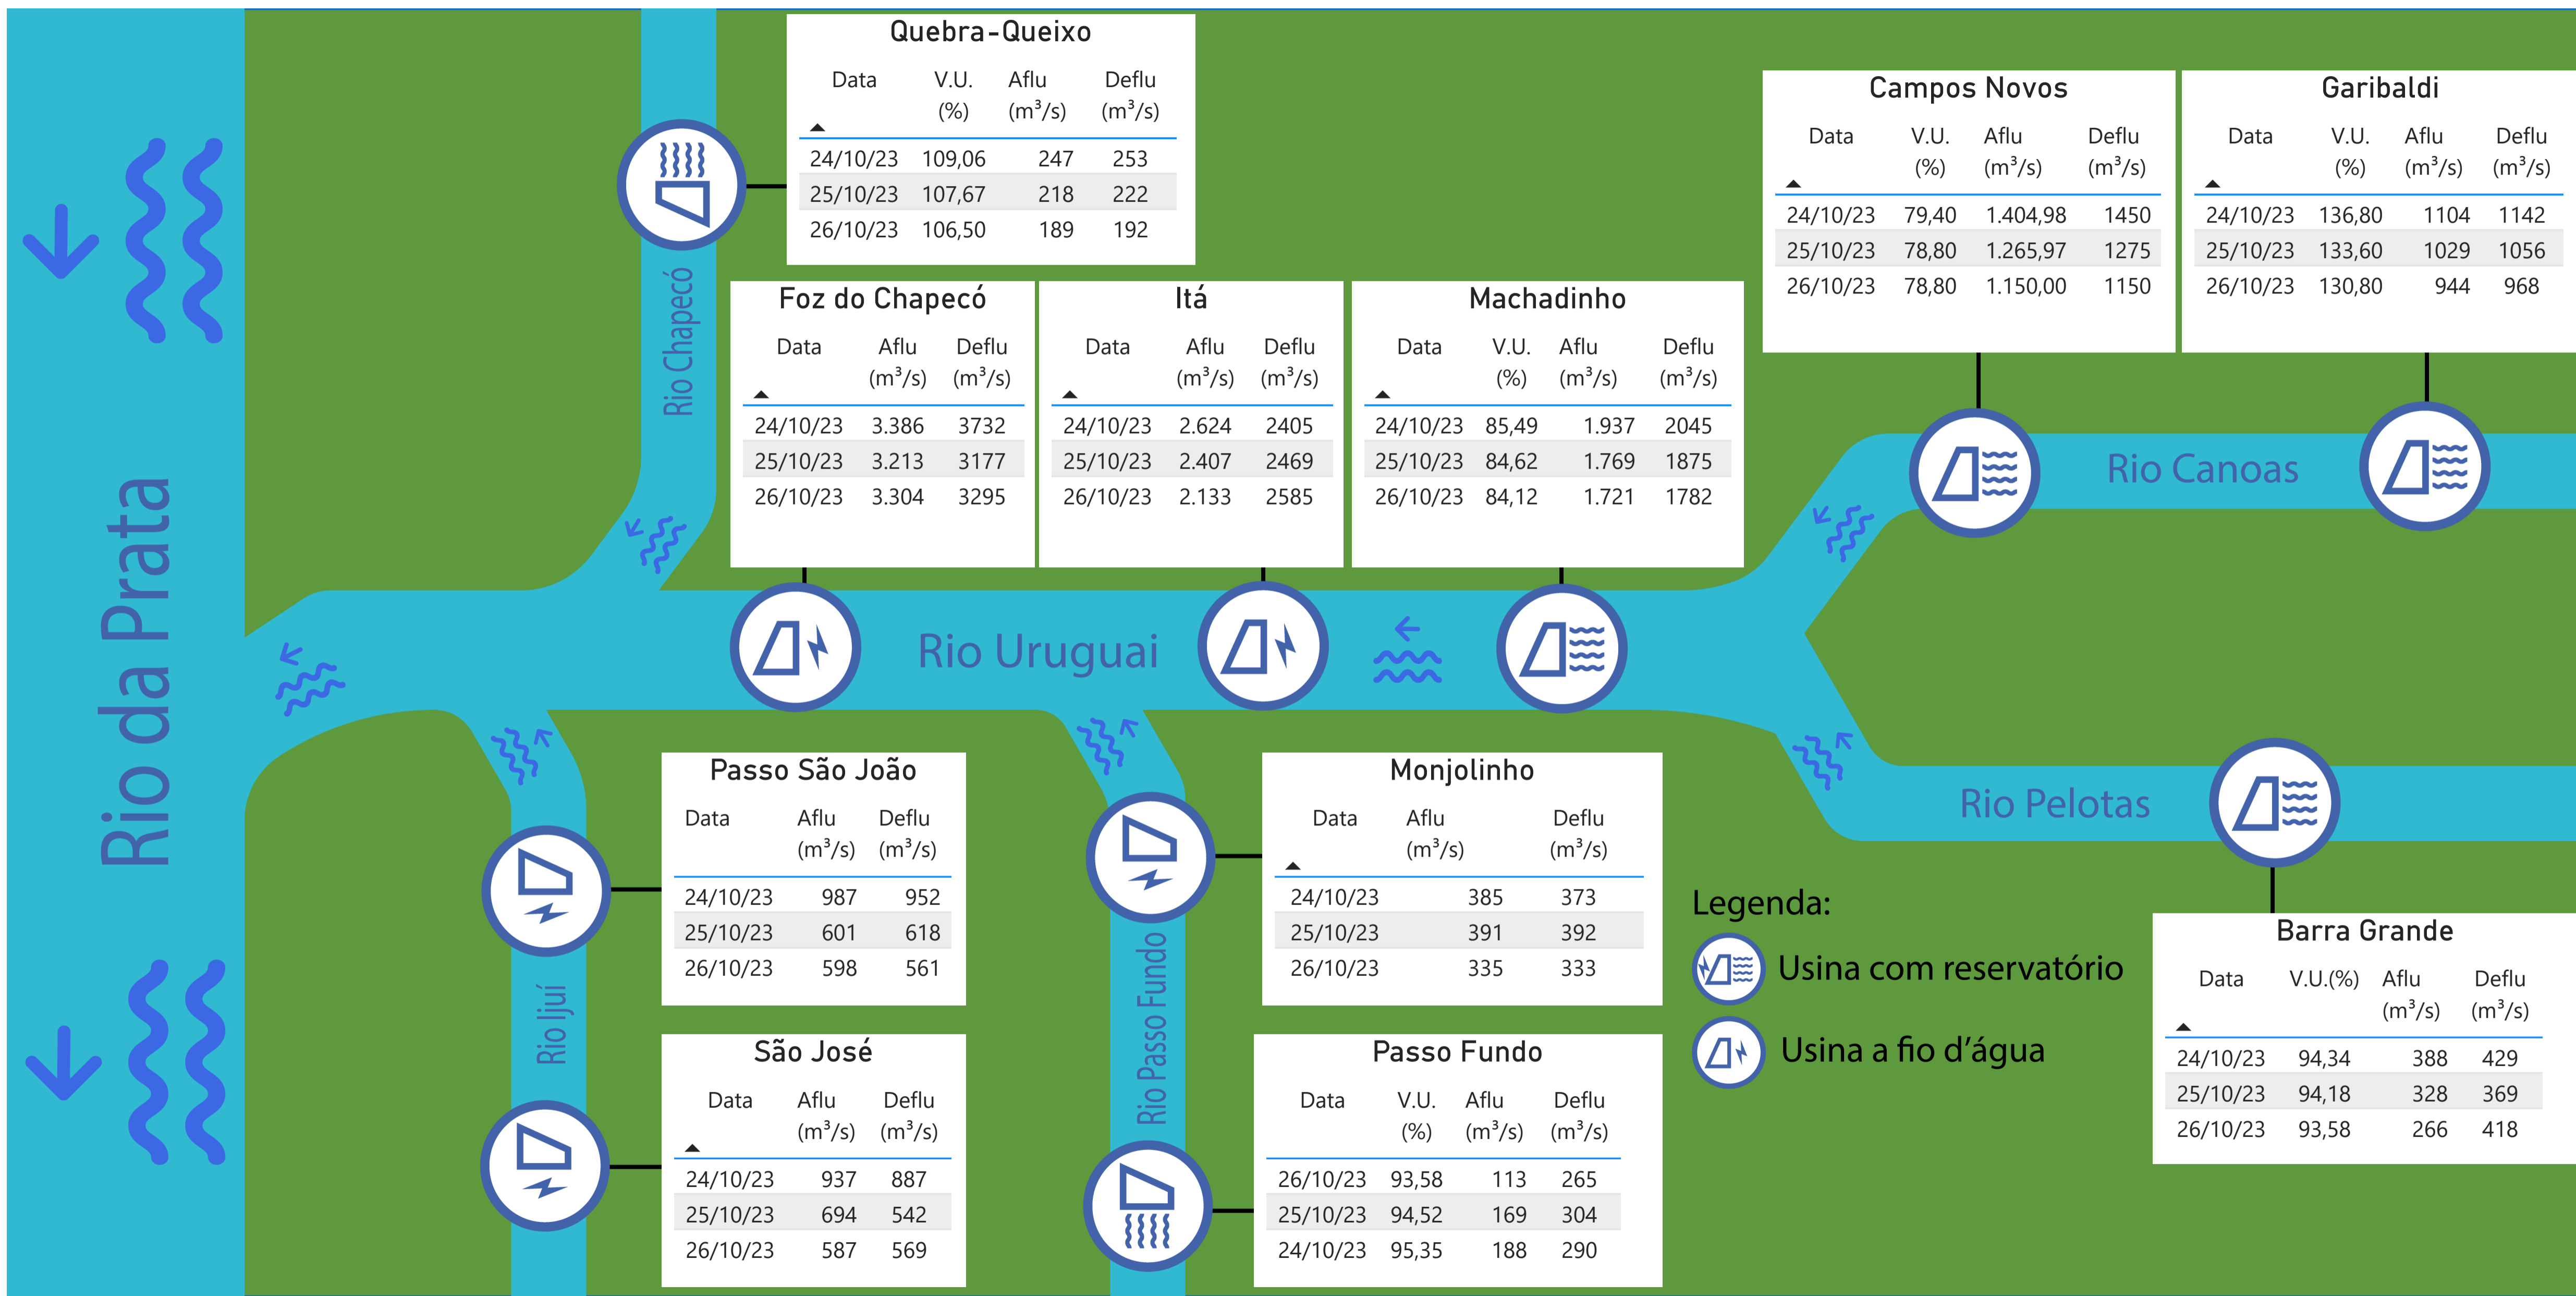 Rio da Prata
Quebra-Queixo
Data V.U. (%) Aflu (m³/s) Deflu (m³/s)
24/10/23 109,06 247 253
25/10/23 107,67 218 222
26/10/23 106,50 189 192
Rio Chapecó
Campos Novos
Data V.U. (%) Aflu (m³/s) Deflu (m³/s)
24/10/23 79,40 1.404,98 1450
25/10/23 78,80 1.265,97 1275
26/10/23 78,80 1.150,00 1150
Garibaldi
Data V.U. (%) Aflu (m³/s) Deflu (m³/s)
24/10/23 136,80 1104 1142
25/10/23 133,60 1029 1056
26/10/23 130,80 944 968
Foz do Chapecó
Data Aflu (m³/s) Deflu (m³/s)
24/10/23 3.386 3732
25/10/23 3.213 3177
26/10/23 3.304 3295
Itá
Data Aflu (m³/s) Deflu (m³/s)
24/10/23 2.624 2405
25/10/23 2.407 2469
26/10/23 2.133 2585
Machadinho
Data V.U. (%) Aflu (m³/s) Deflu (m³/s)
24/10/23 85,49 1.937 2045
25/10/23 84,62 1.769 1875
26/10/23 84,12 1.721 1782
Rio Canoas
Rio Uruguai
Rio Pelotas
Passo São João
Data Aflu (m³/s) Deflu (m³/s)
24/10/23 987 952
25/10/23 601 618
26/10/23 598 561
Rio Ijuí
São José
Data Aflu (m³/s) Deflu (m³/s)
24/10/23 937 887
25/10/23 694 542
26/10/23 587 569
Monjolinho
Data Aflu (m³/s) Deflu (m³/s)
24/10/23 385 373
25/10/23 391 392
26/10/23 335 333
Rio Passo Fundo
Passo Fundo
Data V.U. (%) Aflu (m³/s) Deflu (m³/s)
26/10/23 93,58 113 265
25/10/23 94,52 169 304
24/10/23 95,35 188 290
Legenda:
Usina com reservatório
Usina a fio d’água
Barra Grande
Data V.U.(%) Aflu (m³/s) Deflu (m³/s)
24/10/23 94,34 388 429
25/10/23 94,18 328 369
26/10/23 93,58 266 418